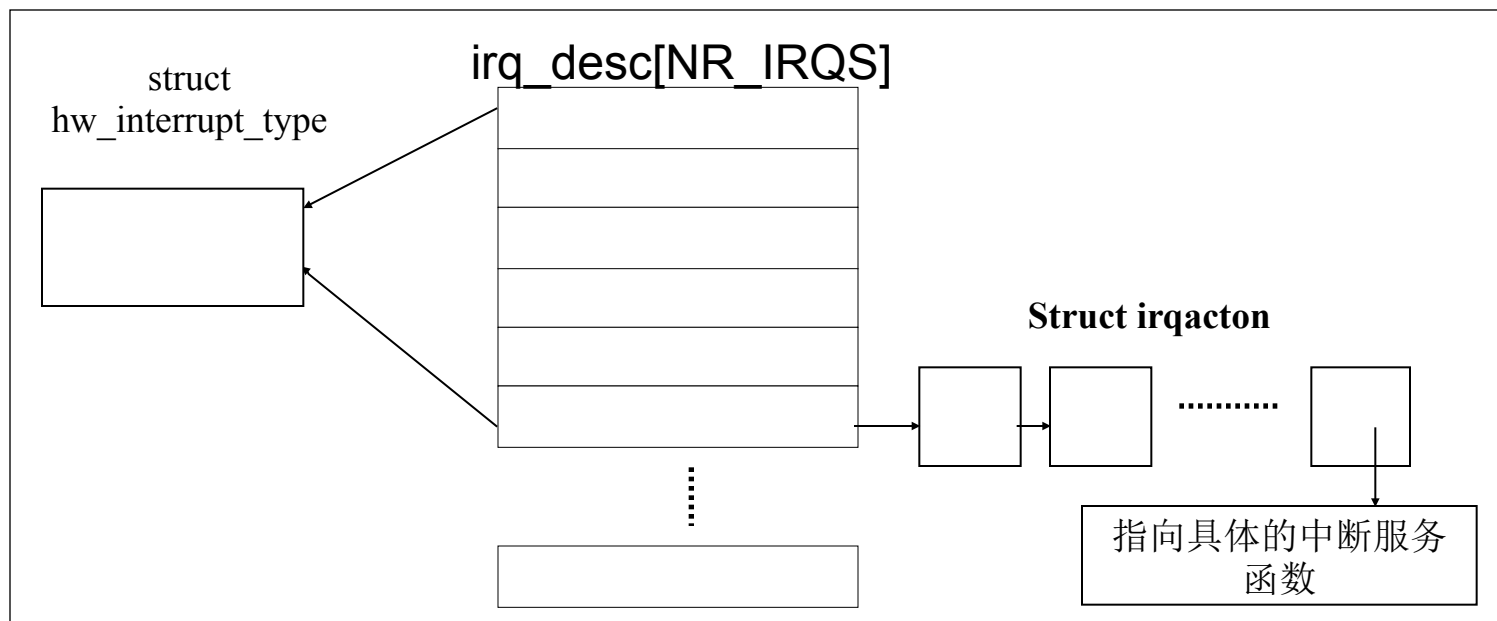 irq_desc[NR_IRQS]
struct
hw_interrupt_type
Struct irqacton
指向具体的中断服务
函数